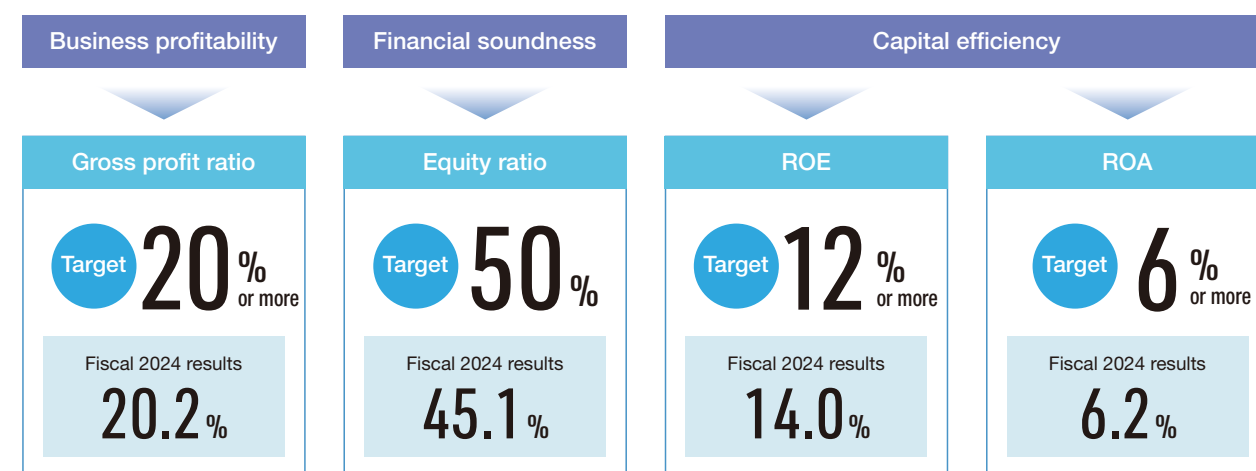 Business profitability
Financial soundness
Capital efficiency
Gross profit ratio
Target 20% or more
Fiscal 2024 results
20.2%
Equity ratio
Target 50%
Fiscal 2024 results
45.1%
ROE
Target 12% or more
Fiscal 2024 results
14.0%
ROA
Target 6% or more
Fiscal 2024 results
6.2%